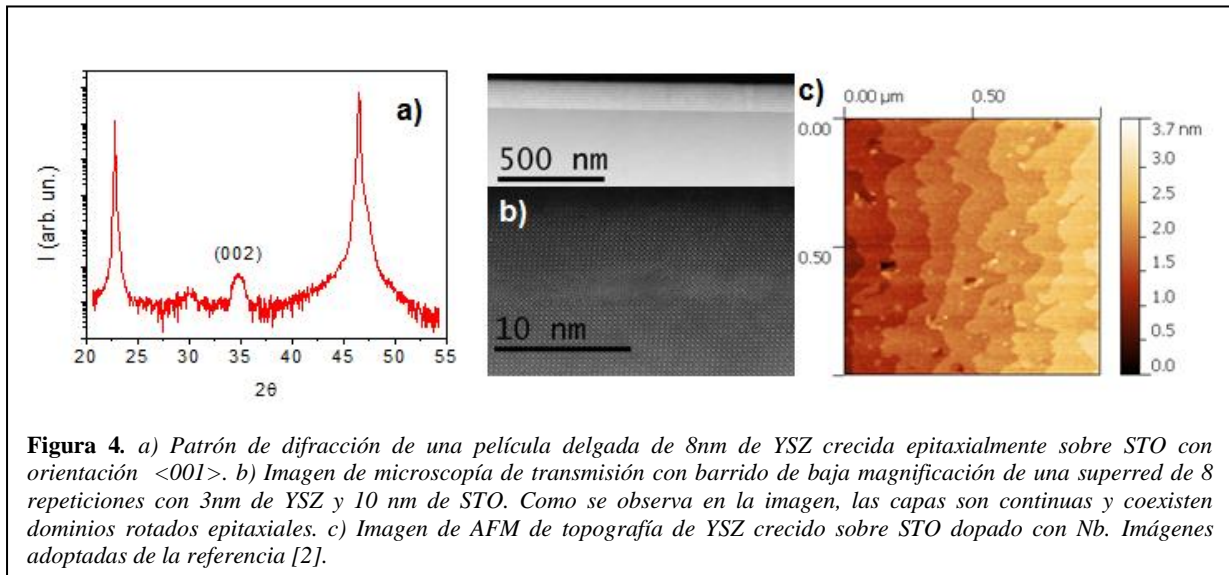 a)
I (arb. un.)
(002)
20 25 30 35 40 45 50 55
2θ
500 nm
b)
10 nm
c)
0.00 µm 0.50
0.00
0.50
3.7 nm
3.0
2.5
2.0
1.5
1.0
0.5
0.0
Figura 4. a) Patrón de difracción de una película delgada de 8nm de YSZ crecida epitaxialmente sobre STO con
orientación <001>. b) Imagen de microscopía de transmisión con barrido de baja magnificación de una superred de 8
repeticiones con 3nm de YSZ y 10 nm de STO. Como se observa en la imagen, las capas son continuas y coexisten
dominios rotados epitaxiales. c) Imagen de AFM de topografía de YSZ crecido sobre STO dopado con Nb. Imágenes
adoptadas de la referencia [2].